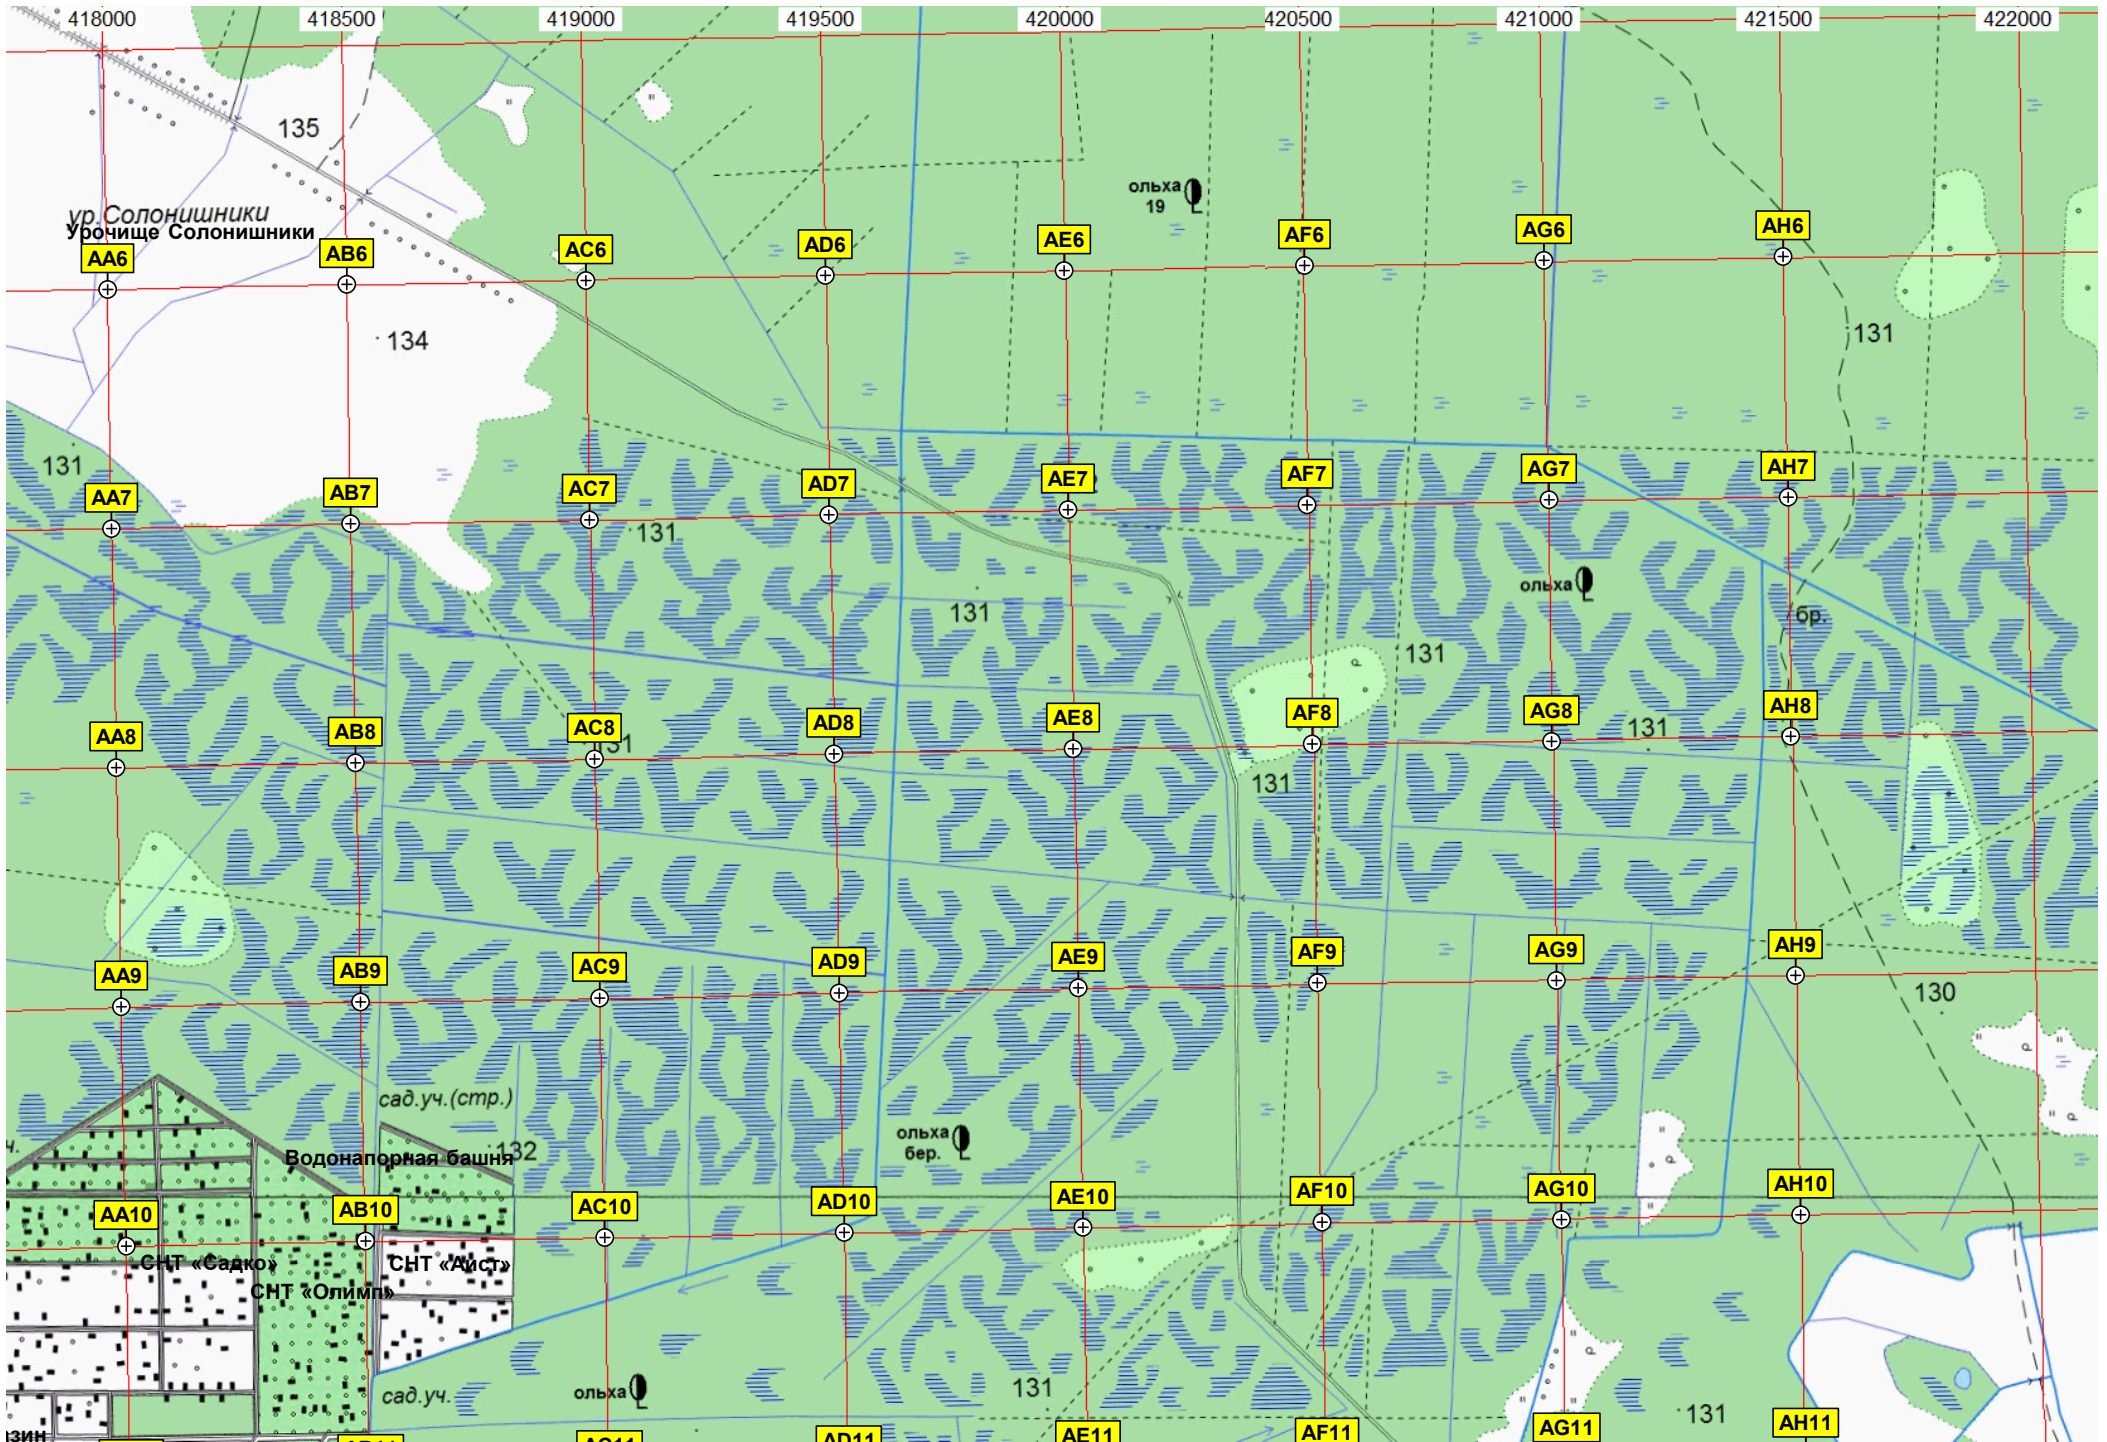 418000 418500 419000 419500 420000 420500 421000 421500 422000
135
ольха
19
ур.Солонишники
Урочище Солонишники
AA6 AB6 AC6 AD6 AE6 AF6 AG6 AH6
134
131
131
AA7 AB7 AC7 AD7 AE7 AF7 AG7 AH7
131
ольха
131
бр.
131
AA8 AB8 AC8 AD8 AE8 AF8 AG8 AH8
131
131
AA9 AB9 AC9 AD9 AE9 AF9 AG9 AH9
130
сад.уч.(стр.)
ольха
бер.
132
Водонапорная башня
AA10 AB10 AC10 AD10 AE10 AF10 AG10 AH10
СНТ «Садко»
СНТ «Аист»
СНТ «Олимп»
сад.уч.
ольха
131
131
AC11 AD11 AE11 AF11 AG11 AH11